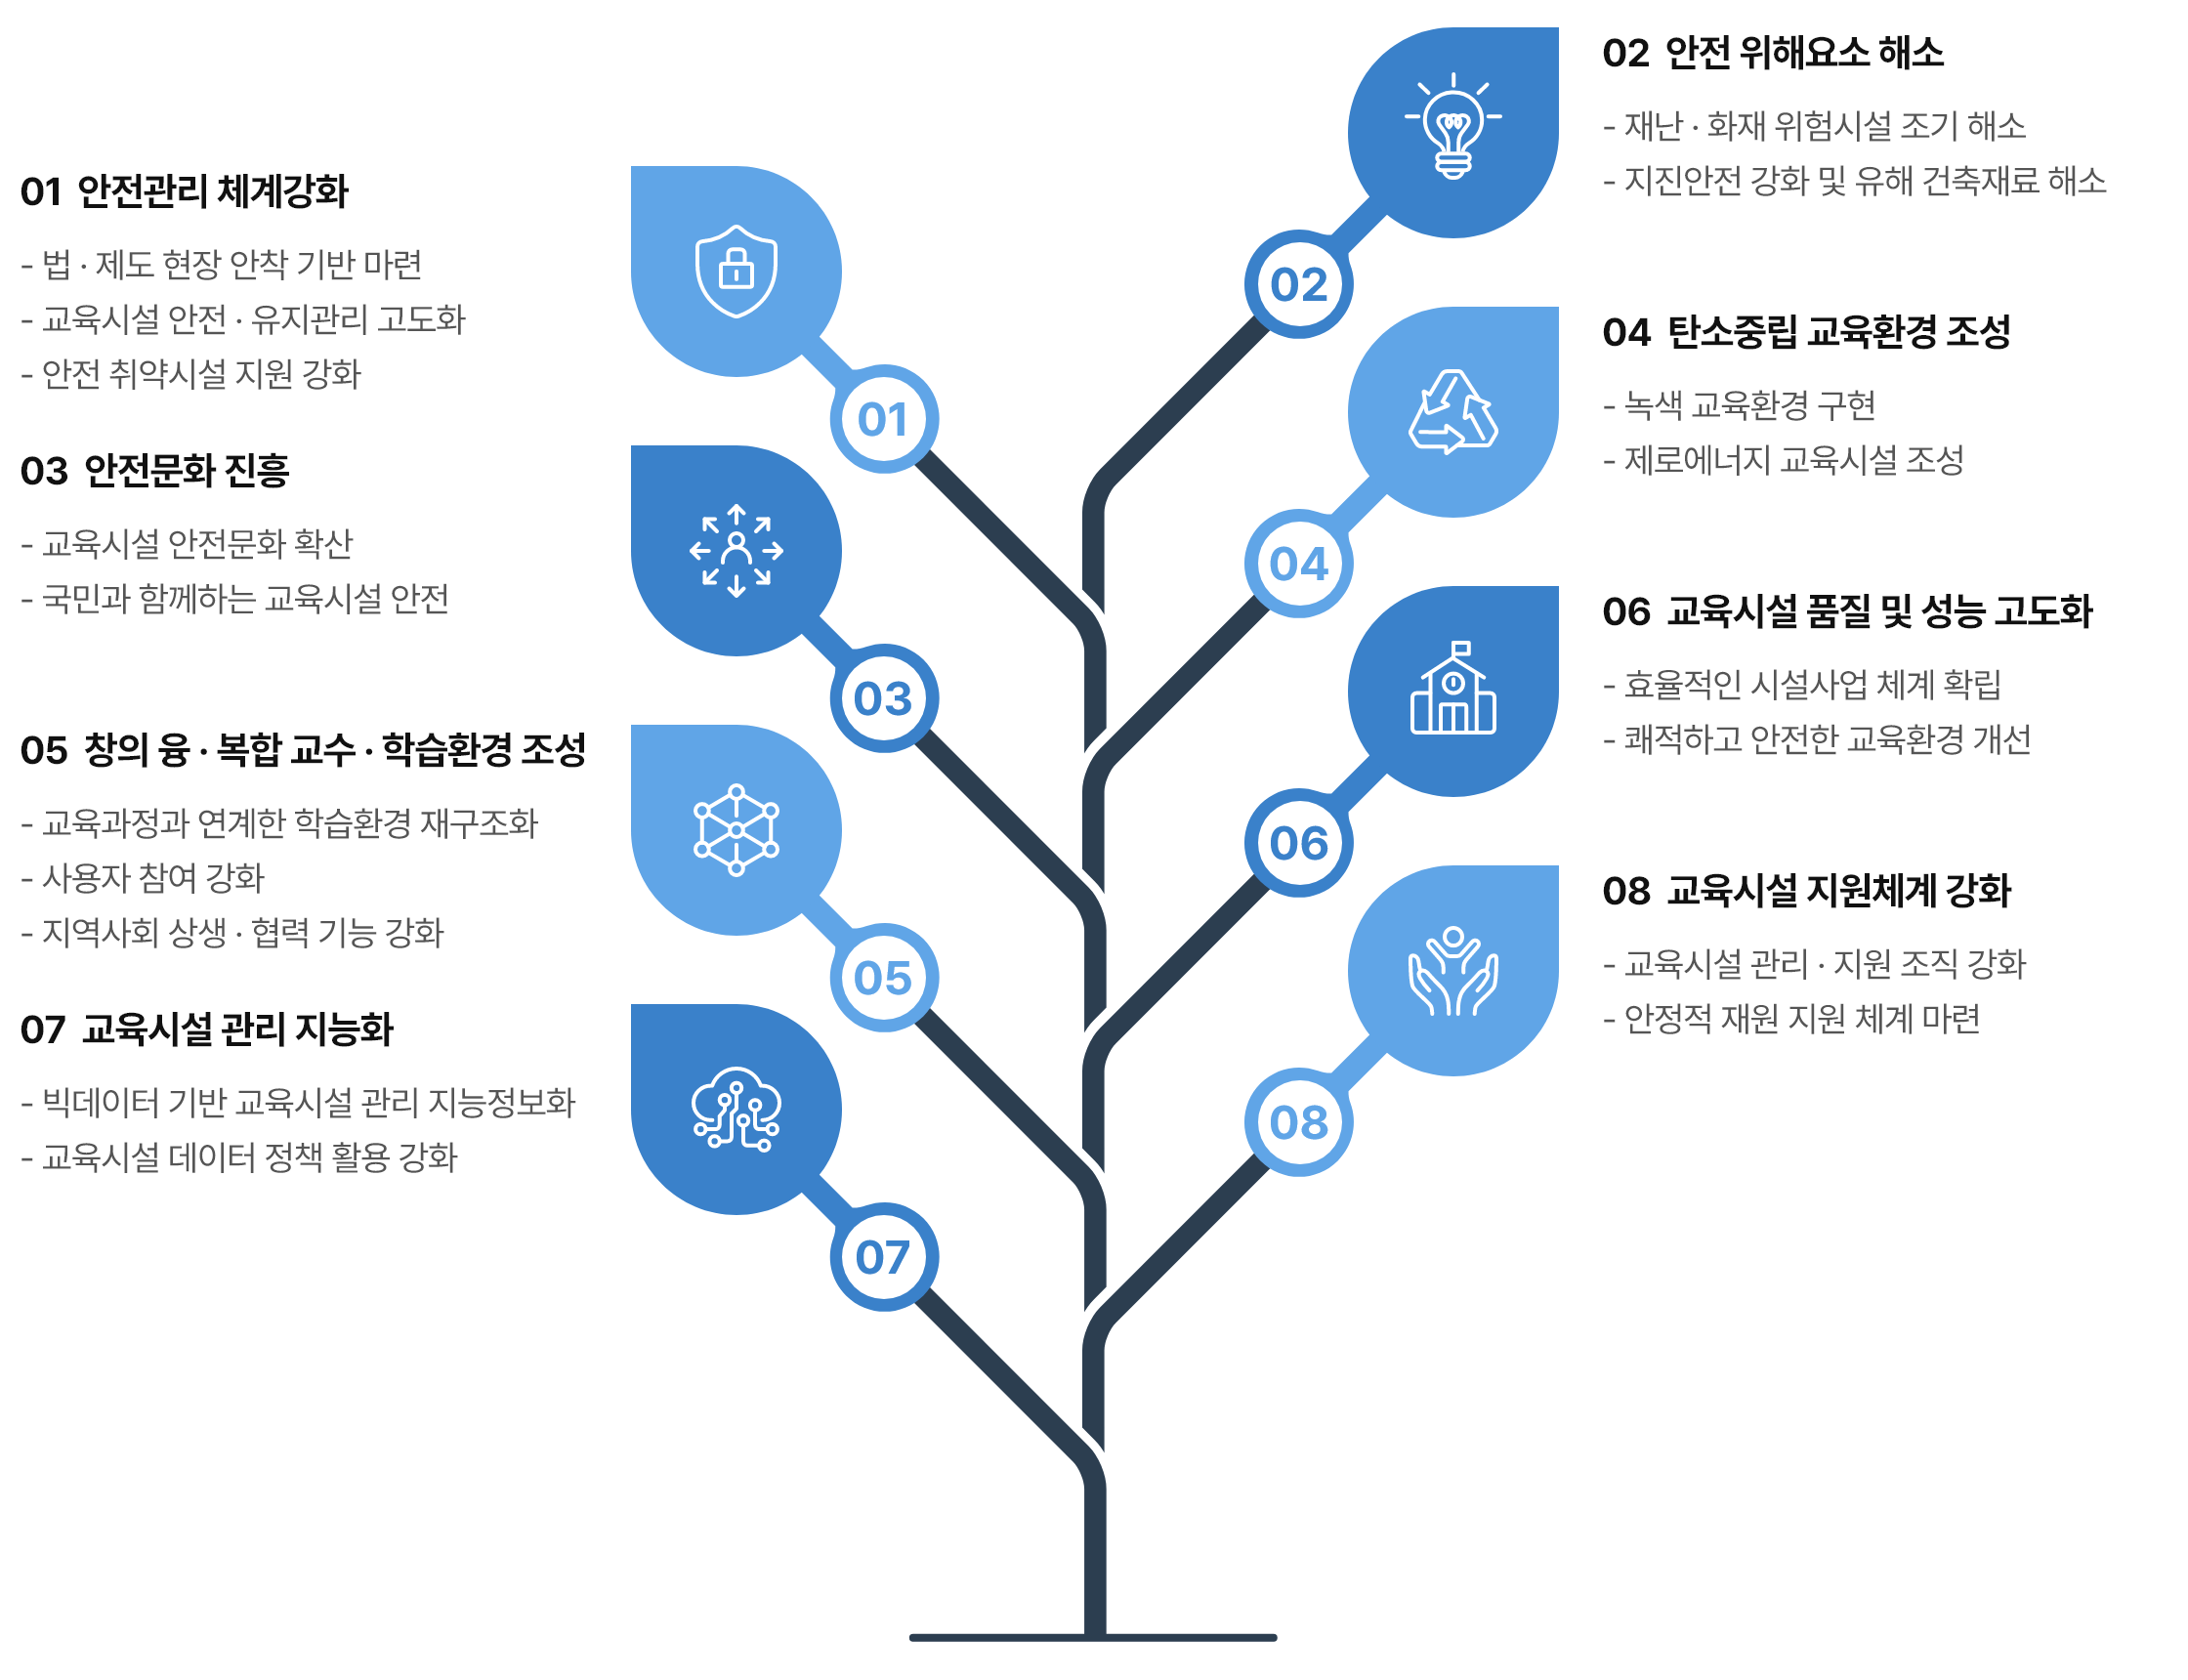 01 안전관리 체계강화
- 법 · 제도 현장 안착 기반 마련
- 교육시설 안전 · 유지관리 고도화
- 안전 취약시설 지원 강화
01
02 안전 위해요소 해소
- 재난 · 화재 위험시설 조기 해소
- 지진안전 강화 및 유해 건축재료 해소
02
03 안전문화 진흥
- 교육시설 안전문화 확산
- 국민과 함께하는 교육시설 안전
03
04 탄소중립 교육환경 조성
- 녹색 교육환경 구현
- 제로에너지 교육시설 조성
04
05 창의 융 · 복합 교수 · 학습환경 조성
- 교육과정과 연계한 학습환경 재구조화
- 사용자 참여 강화
- 지역사회 상생 · 협력 기능 강화
05
06 교육시설 품질 및 성능 고도화
- 효율적인 시설사업 체계 확립
- 쾌적하고 안전한 교육환경 개선
06
07 교육시설 관리 지능화
- 빅데이터 기반 교육시설 관리 지능정보화
- 교육시설 데이터 정책 활용 강화
07
08 교육시설 지원체계 강화
- 교육시설 관리 · 지원 조직 강화
- 안정적 재원 지원 체계 마련
08